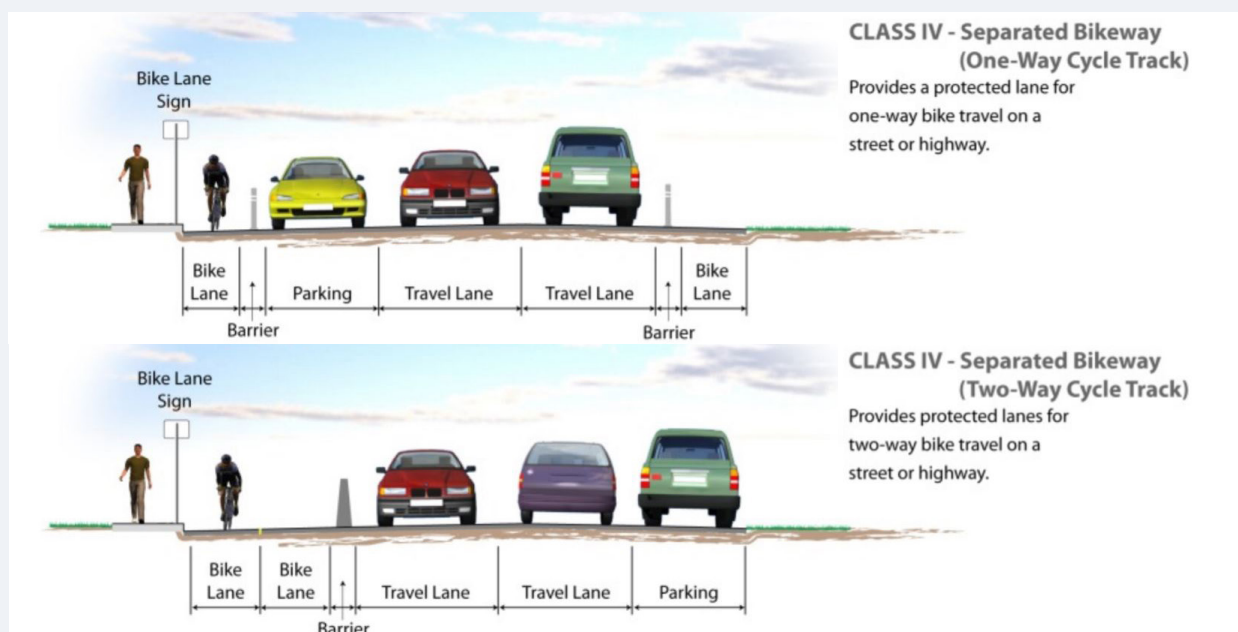 CLASS IV - Separated Bikeway
(One-Way Cycle Track)
Provides a protected lane for
one-way bike travel on a
street or highway.
Bike Lane
Sign
Bike
Lane
Barrier
Parking
Travel Lane
Travel Lane
Barrier
Bike
Lane
CLASS IV - Separated Bikeway
(Two-Way Cycle Track)
Provides protected lanes for
two-way bike travel on a
street or highway.
Bike Lane
Sign
Bike
Lane
Bike
Lane
Barrier
Travel Lane
Travel Lane
Parking